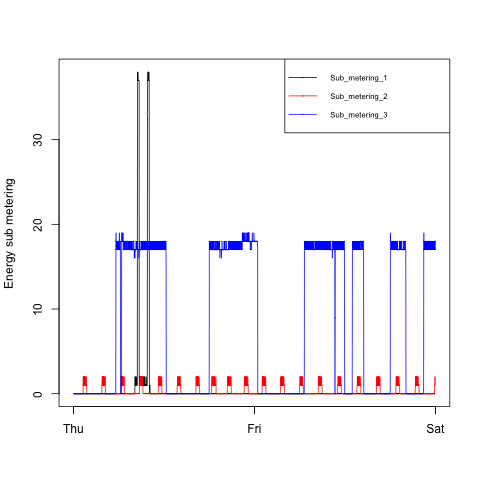 Sub_metering_1
Sub_metering_2
Sub_metering_3
Energy sub metering
30
20
10
0
Thu Fri Sat